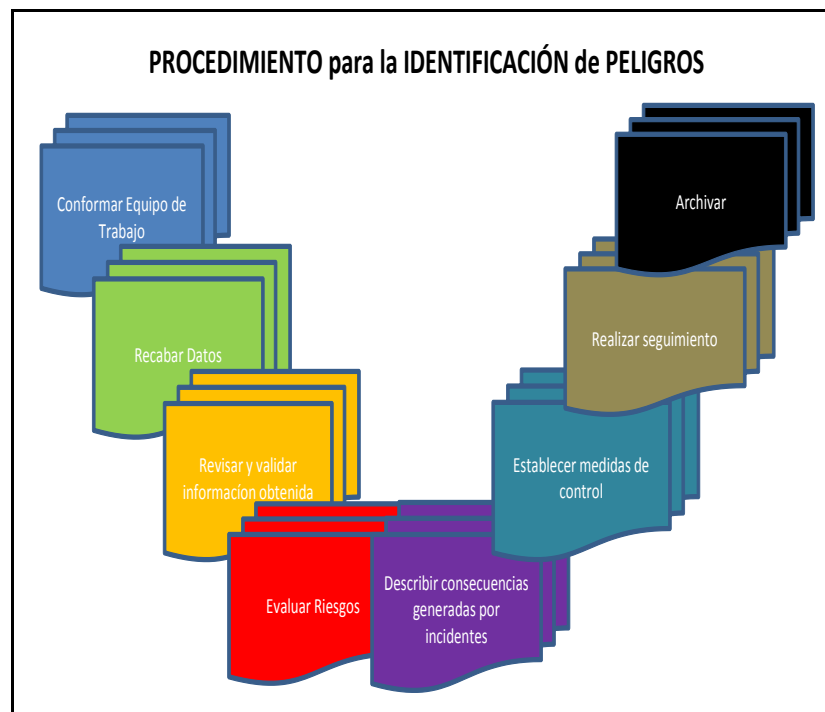 PROCEDIMIENTO para la IDENTIFICACIÓN de PELIGROS
Conformar Equipo de
Trabajo
Recabar Datos
Revisar y validar
informacíon obtenida
Evaluar Riesgos
Describir consecuencias
generadas por
incidentes
Establecer medidas de
control
Realizar seguimiento
Archivar